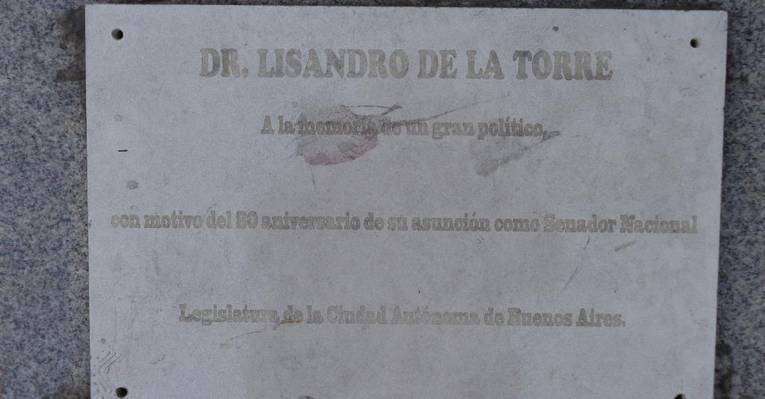 DR. LISANDRO DE LA TORRE
A la memoria de un gran político,
con motivo del 80 aniversario de su asunción como Senador Nacional
Legislatura de la Ciudad Autónoma de Buenos Aires.